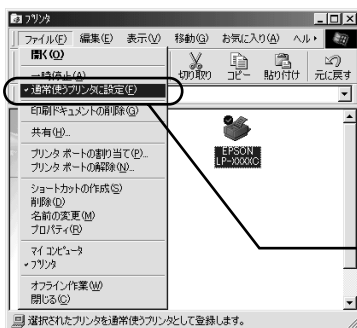 プリンタ
ファイル(F) 編集(E) 表示(V) 移動(G) お気に入り(A) ヘル
切り取り コピー 貼り付け 元に戻す
開く(O)
一時停止(A)
通常使うプリンタに設定(F)
印刷ドキュメントの削除(G)
共有(H)...
プリンタ ポートの割り当て(P)...
プリンタ ポートの解除(N)...
ショートカットの作成(S)
削除(D)
名前の変更(M)
プロパティ(R)
マイ コンピュータ
プリンタ
オフライン作業(W)
閉じる(C)
EPSON
LP-XXXXC
選択されたプリンタを通常使うプリンタとして登録します。